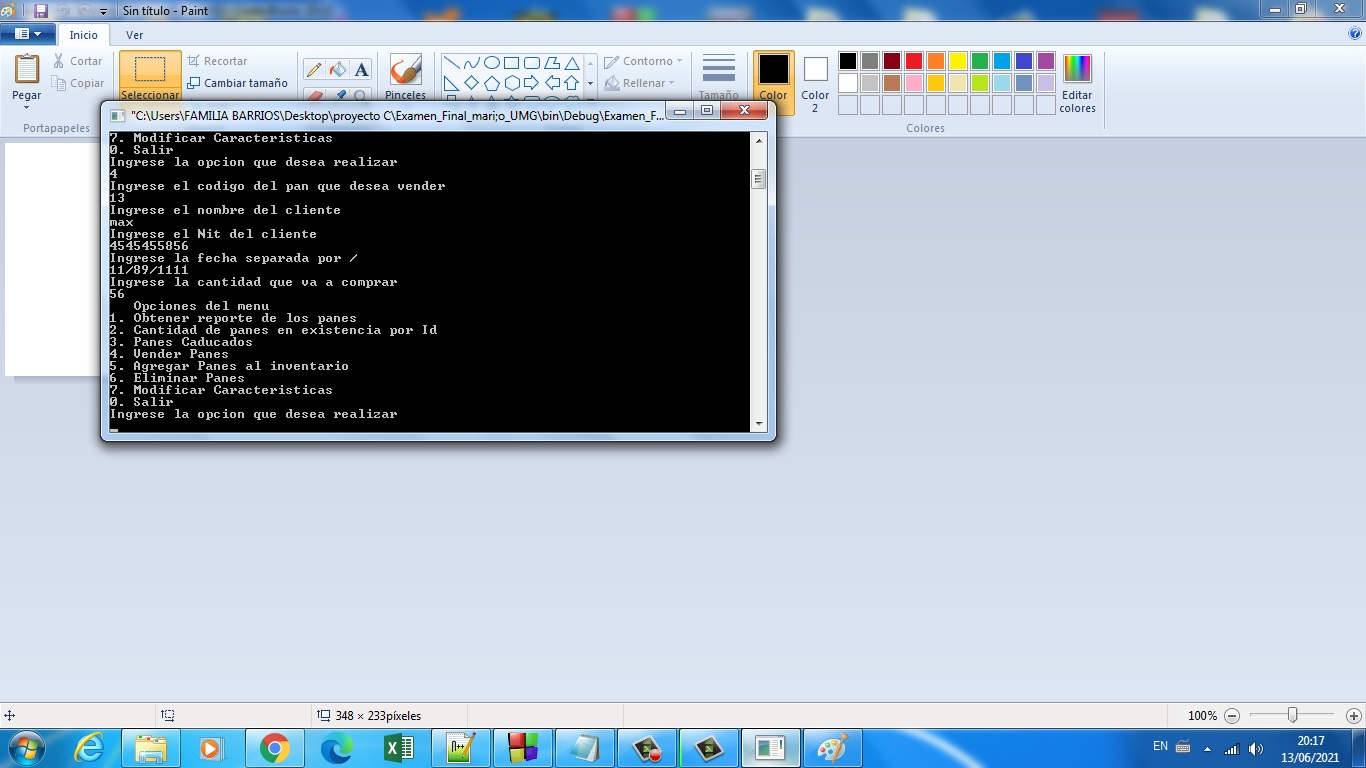 Sin título - Paint
Inicio
Ver
Pegar
Cortar
Copiar
Portapapeles
Seleccionar
Recortar
Cambiar tamaño
A
Pinceles
Contorno
Rellenar
Tamaño
Color
Color
2
Editar
colores
Colores
"C:\Users\FAMILIA BARRIOS\Desktop\proyecto C\Examen_Final_mari;o_UMG\bin\Debug\Examen_F...
7. Modificar Caracteristicas
0. Salir
Ingrese la opcion que desea realizar
4
Ingrese el codigo del pan que desea vender
13
Ingrese el nombre del cliente
max
Ingrese el Nit del cliente
4545455856
Ingrese la fecha separada por /
11/89/1111
Ingrese la cantidad que va a comprar
56
Opciones del menu
1. Obtener reporte de los panes
2. Cantidad de panes en existencia por Id
3. Panes Caducados
4. Vender Panes
5. Agregar Panes al inventario
6. Eliminar Panes
7. Modificar Caracteristicas
0. Salir
Ingrese la opcion que desea realizar
348 × 233píxeles
100%
EN
20:17
13/06/2021